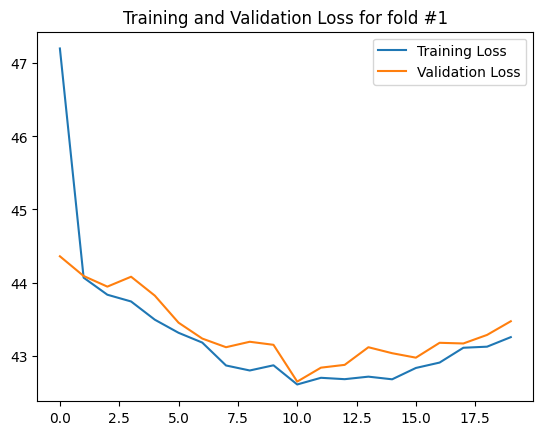 Training and Validation Loss for fold #1
Training Loss
Validation Loss
47
46
45
44
43
0.0 2.5 5.0 7.5 10.0 12.5 15.0 17.5